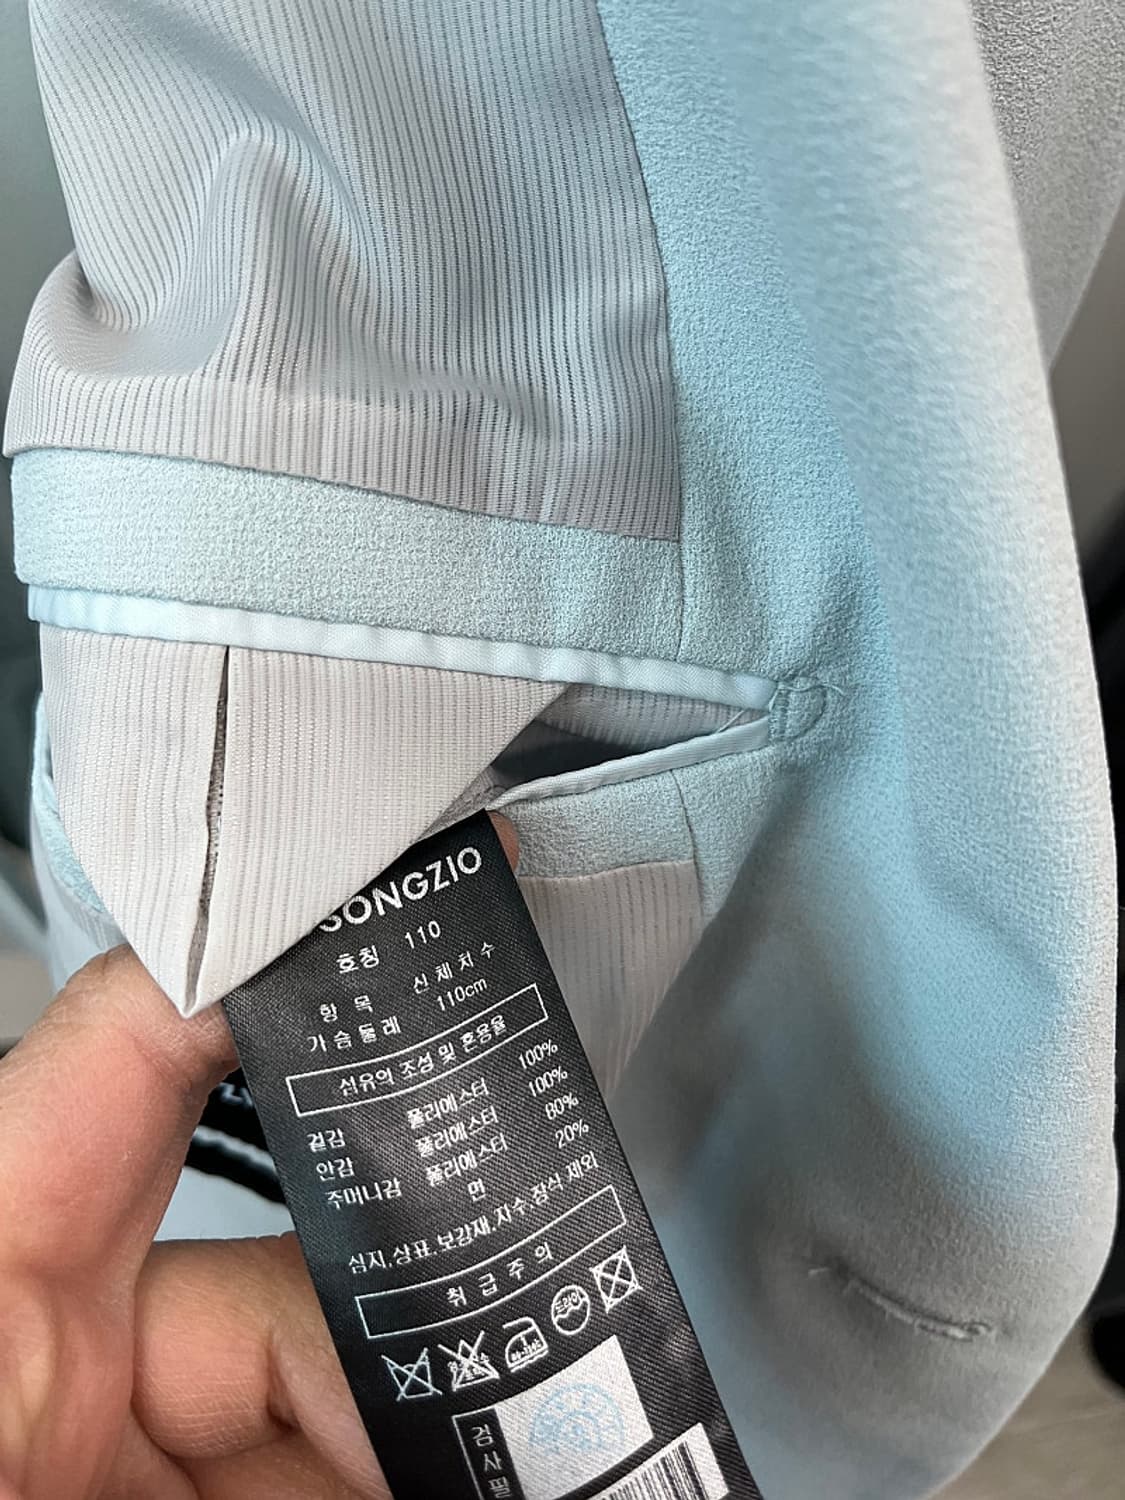 SONGZIO
호칭 110
항 목 신 체 치 수
가 슴 둘 레 110cm
섬유의 조성 및 혼용율
겉감 폴리에스터 100%
안감 폴리에스터 100%
주머니감 폴리에스터 80%
면 20%
심지,상표,보강재,자수,장식 제외
취 급 주 의
드라이
검사필